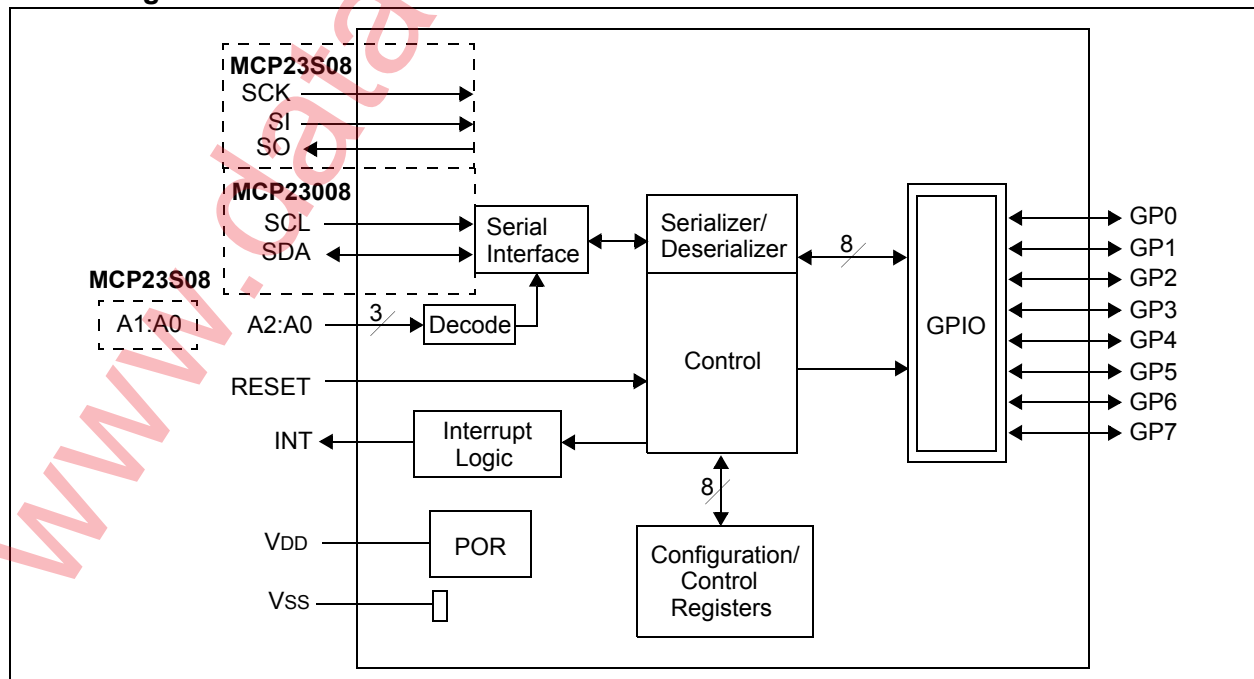 MCP23S08
SCK
SI
SO
MCP23008
SCL
SDA
Serial
Interface
Serializer/
Deserializer
8
GP0
GP1
GP2
GP3
GP4
GP5
GP6
GP7
GPIO
MCP23S08
A1:A0
A2:A0
3
Decode
Control
RESET
INT
Interrupt
Logic
8
VDD
POR
Configuration/
Control
Registers
VSS
www.data